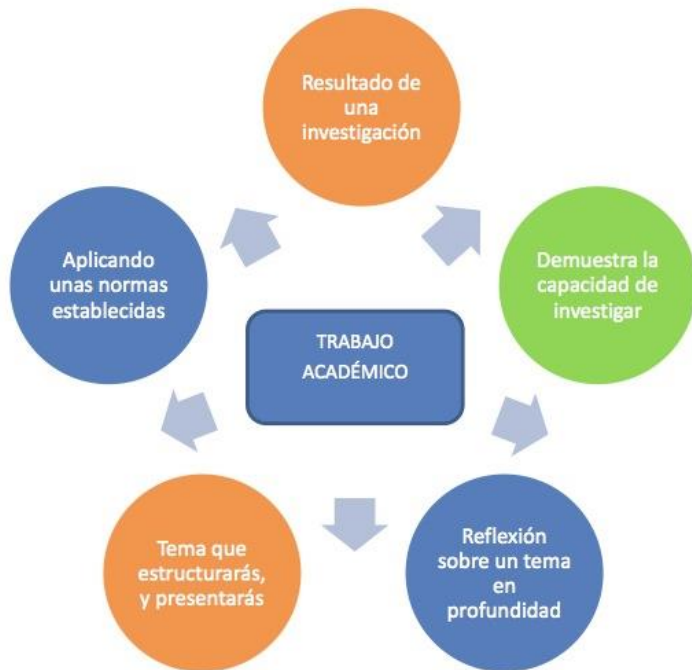 Resultado de
una
investigación
Demuestra la
capacidad de
investigar
Reflexión
sobre un tema
en
profundidad
Tema que
estructurarás,
y presentarás
Aplicando
unas normas
establecidas
TRABAJO
ACADÉMICO